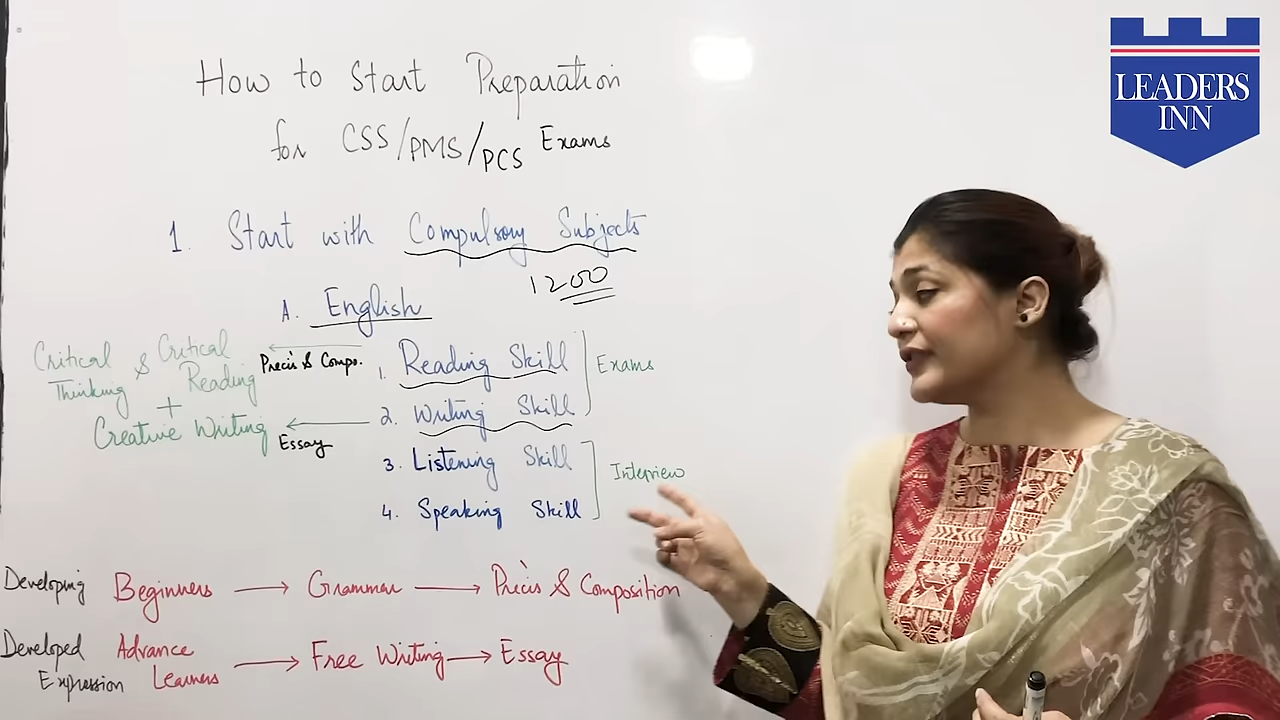 How to Start Preparation
for CSS/PMS/PCS Exams
1. Start with Compulsory Subjects
1200
A. English
Critical Thinking & Critical Reading
+
Creative Writing
Precis & Compo.
Essay
1. Reading Skill
2. Writing Skill
Exams
3. Listening Skill
4. Speaking Skill
Interview
Developing Beginners → Grammar → Précis & Composition
Developed Expression Advance Learners → Free Writing → Essay
LEADERS
INN